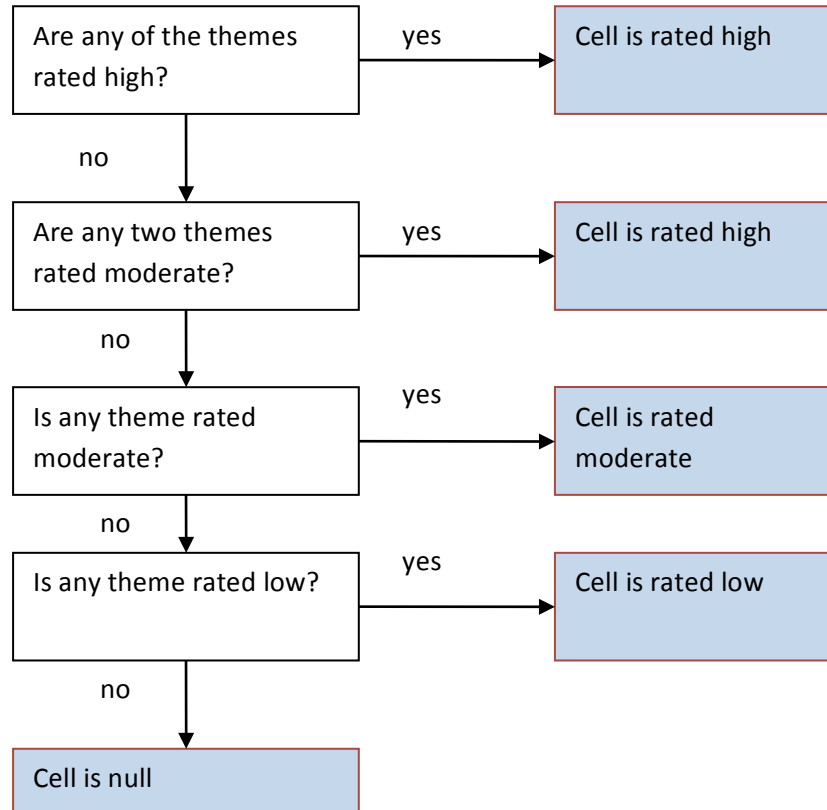 Are any of the themes
rated high?
yes
Cell is rated high
no
Are any two themes
rated moderate?
yes
Cell is rated high
no
Is any theme rated
moderate?
yes
Cell is rated
moderate
no
Is any theme rated low?
yes
Cell is rated low
no
Cell is null